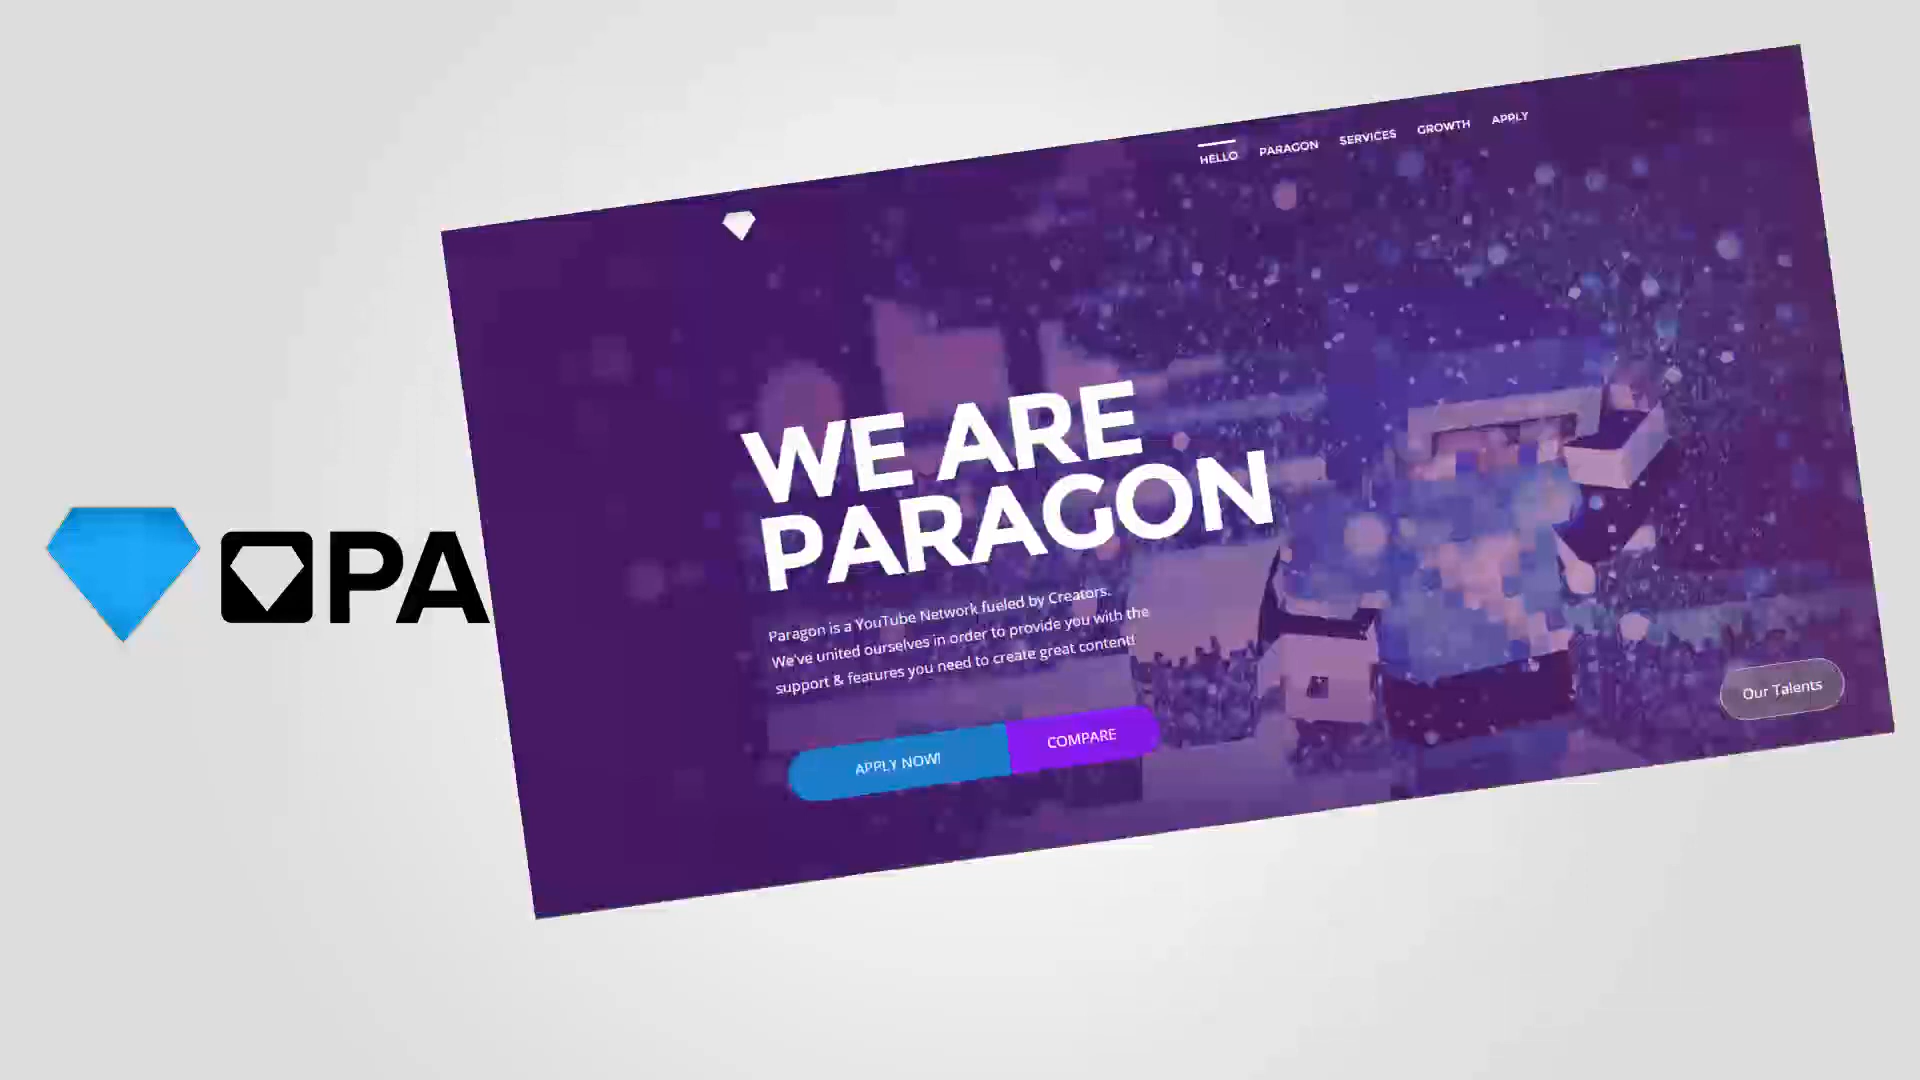 HELLO PARAGON SERVICES GROWTH APPLY
WE ARE
PARAGON
Paragon is a YouTube Network fueled by Creators.
We've united ourselves in order to provide you with the
support & features you need to create great content!
APPLY NOW! COMPARE
Our Talents
PA